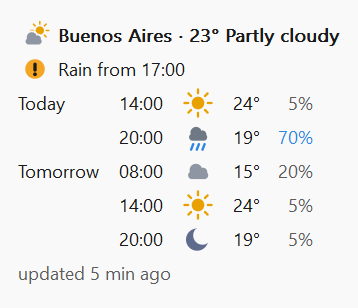 Buenos Aires · 23° Partly cloudy
Rain from 17:00
Today 14:00 24° 5%
20:00 19° 70%
Tomorrow 08:00 15° 20%
14:00 24° 5%
20:00 19° 5%
updated 5 min ago